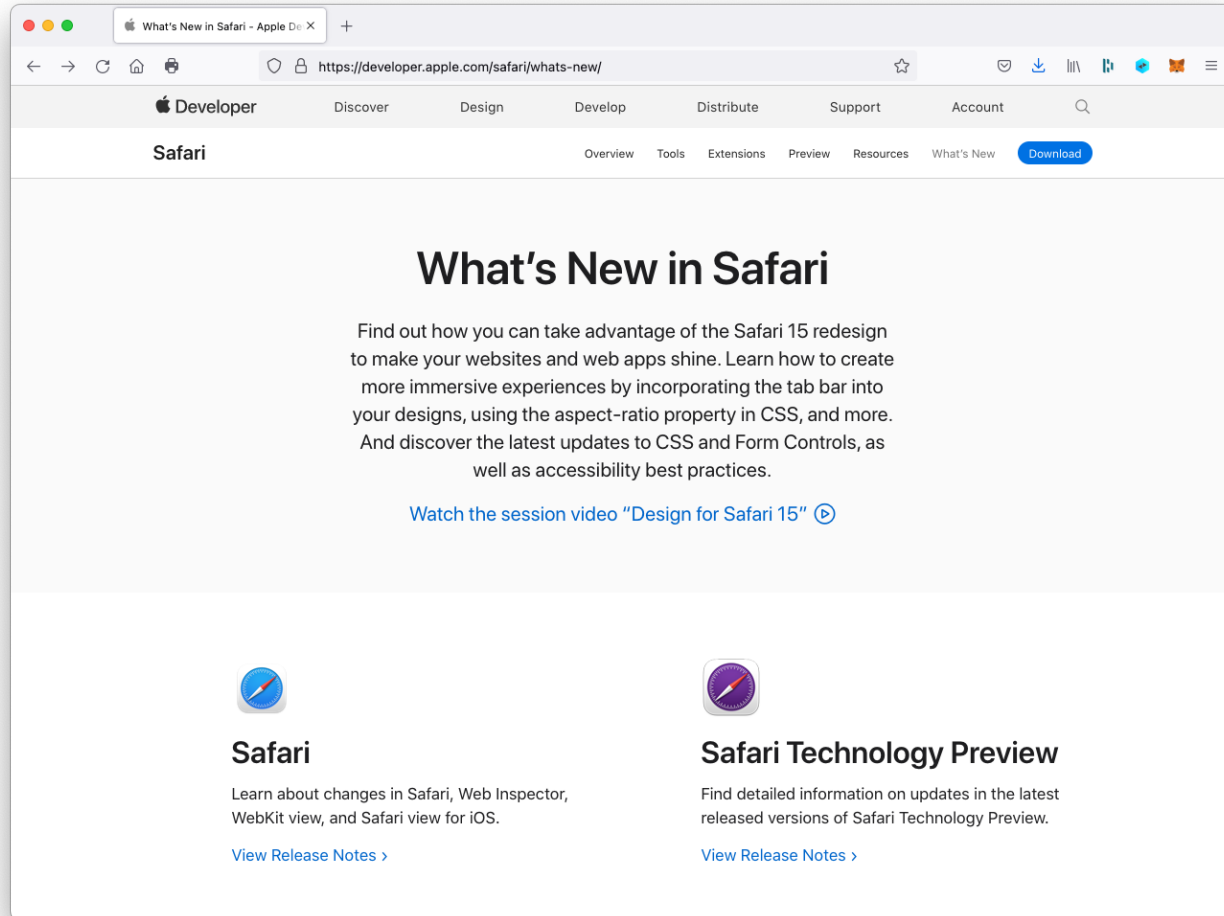 What's New in Safari - Apple De
https://developer.apple.com/safari/whats-new/
Developer Discover Design Develop Distribute Support Account
Safari Overview Tools Extensions Preview Resources What's New Download
What's New in Safari
Find out how you can take advantage of the Safari 15 redesign
to make your websites and web apps shine. Learn how to create
more immersive experiences by incorporating the tab bar into
your designs, using the aspect-ratio property in CSS, and more.
And discover the latest updates to CSS and Form Controls, as
well as accessibility best practices.
Watch the session video “Design for Safari 15”
Safari
Learn about changes in Safari, Web Inspector,
WebKit view, and Safari view for iOS.
View Release Notes ›
Safari Technology Preview
Find detailed information on updates in the latest
released versions of Safari Technology Preview.
View Release Notes ›